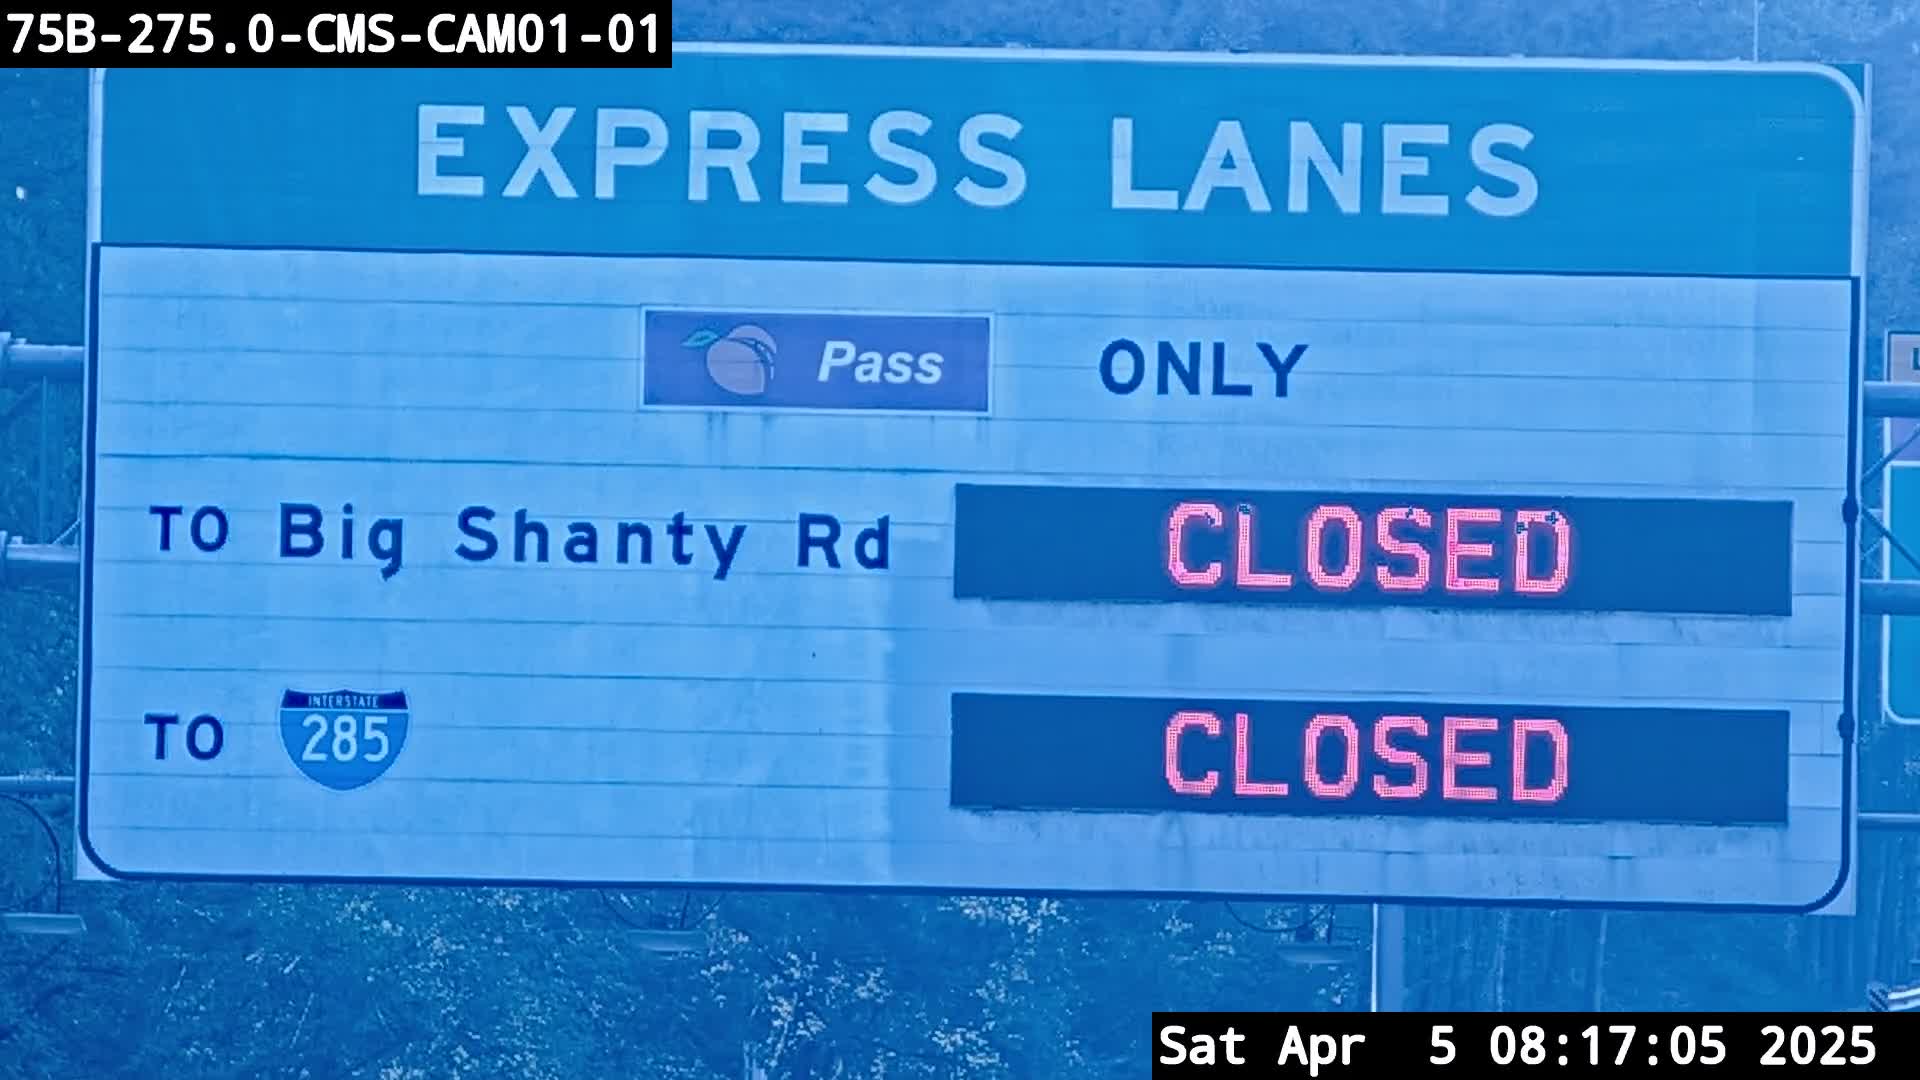 75B-275.0-CMS-CAM01-01
EXPRESS LANES
Pass ONLY
TO Big Shanty Rd CLOSED
TO INTERSTATE 285 CLOSED
Sat Apr 5 08:17:05 2025